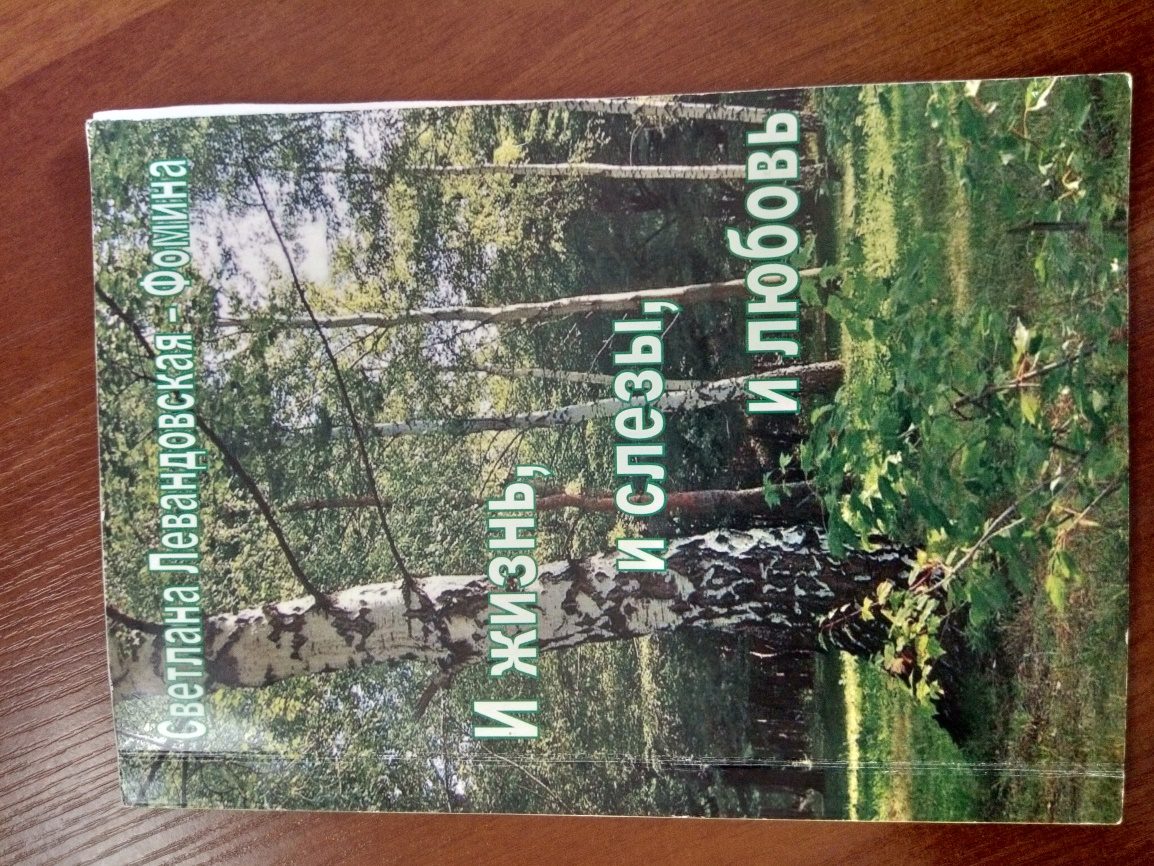 Светлана Левандовская - Фомина
И жизнь,
и слезы,
и любовь